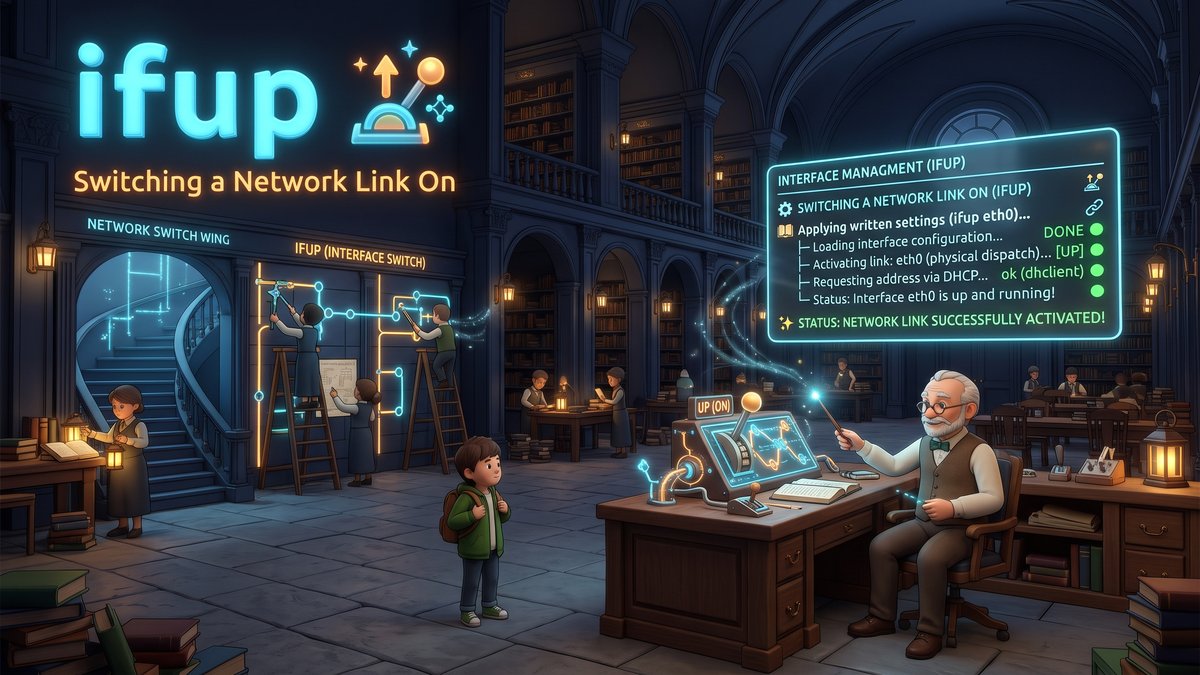 ifup
Switching a Network Link On
NETWORK SWITCH WING
IFUP (INTERFACE SWITCH)
INTERFACE MANAGMENT (IFUP)
SWITCHING A NETWORK LINK ON (IFUP)
Applying written settings (ifup eth0)...
Loading interface configuration... DONE
Activating link: eth0 (physical dispatch)... [UP]
Requesting address via DHCP... ok (dhclient)
Status: Interface eth0 is up and running!
STATUS: NETWORK LINK SUCCESSFULLY ACTIVATED!
UP (ON)